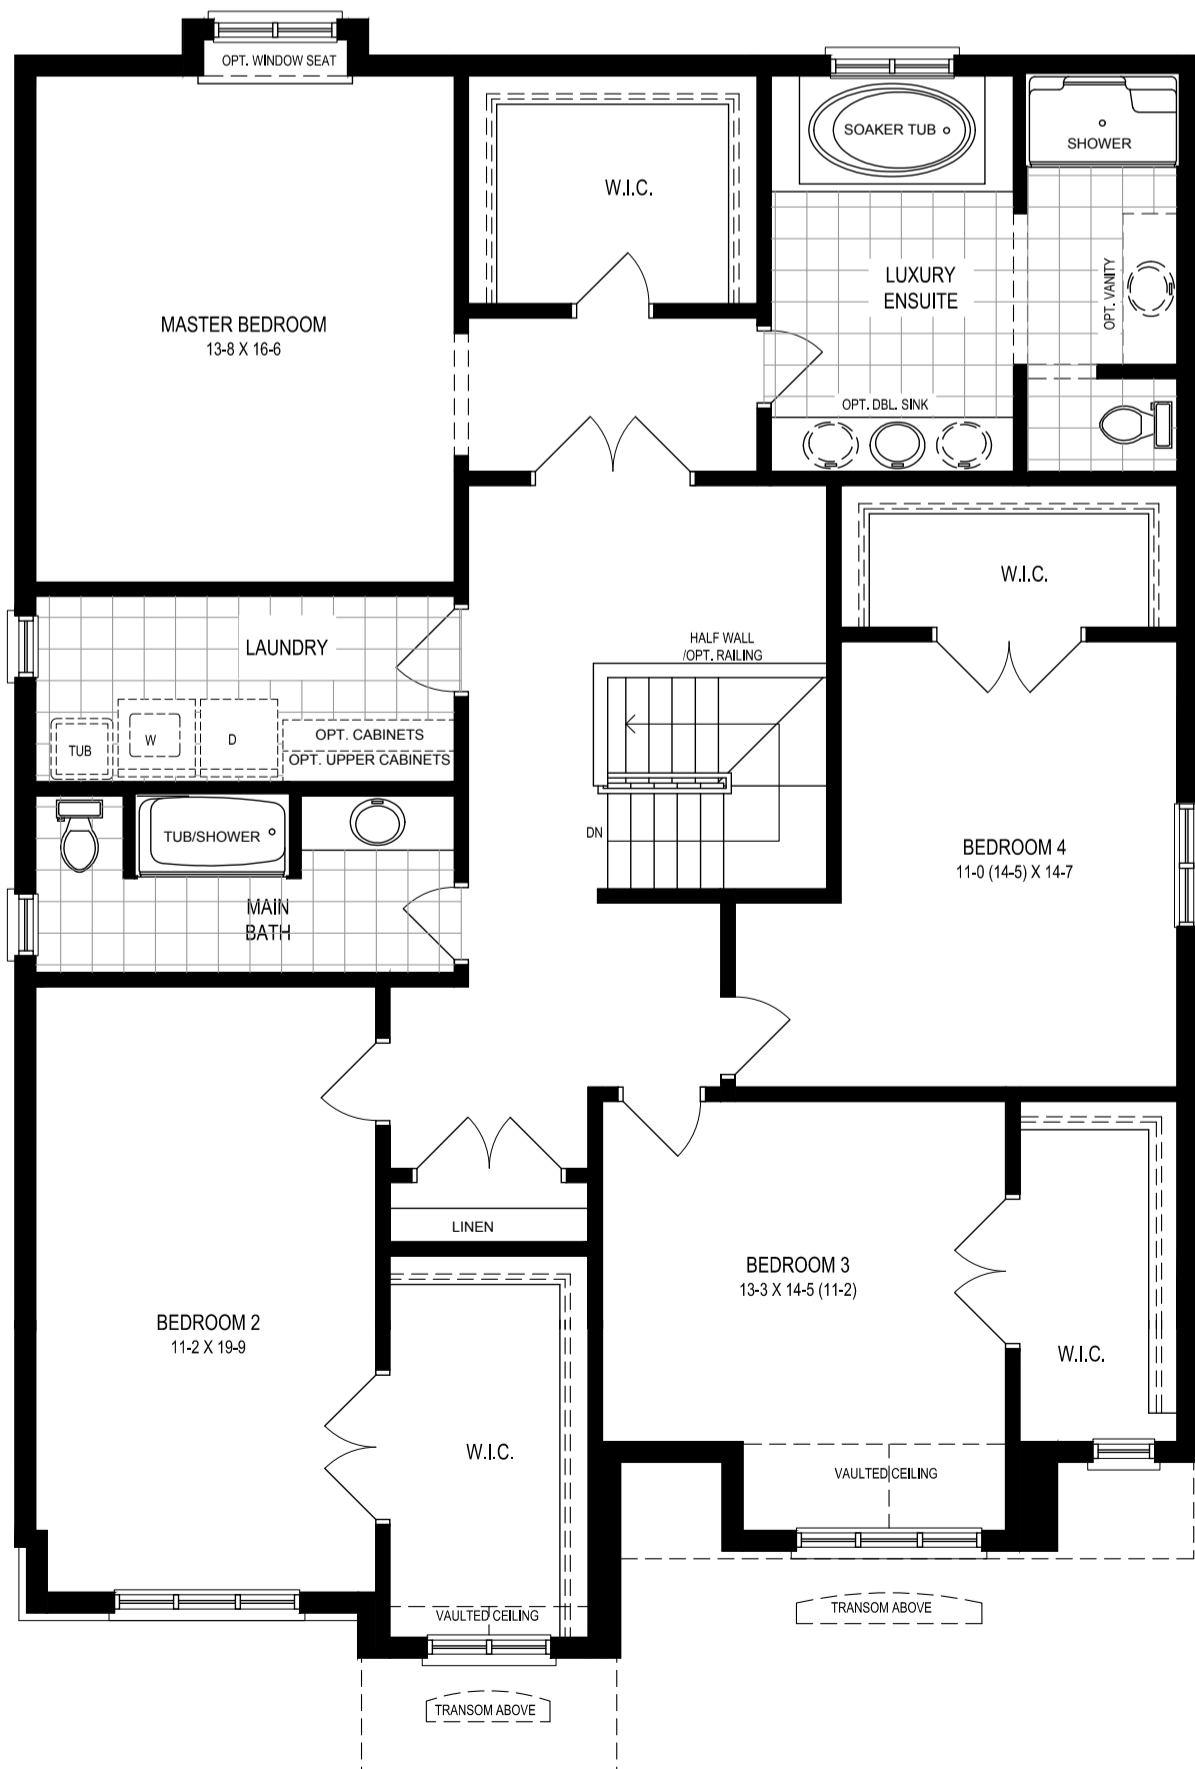 OPT. WINDOW SEAT
SOAKER TUB
SHOWER
W.I.C.
LUXURY
ENSUITE
OPT. VANITY
MASTER BEDROOM
13-8 X 16-6
OPT. DBL. SINK
W.I.C.
LAUNDRY
HALF WALL
/OPT. RAILING
TUB
W
D
OPT. CABINETS
OPT. UPPER CABINETS
TUB/SHOWER
DN
BEDROOM 4
11-0 (14-5) X 14-7
MAIN
BATH
LINEN
BEDROOM 3
13-3 X 14-5 (11-2)
BEDROOM 2
11-2 X 19-9
W.I.C.
W.I.C.
VAULTED CEILING
VAULTED CEILING
TRANSOM ABOVE
TRANSOM ABOVE